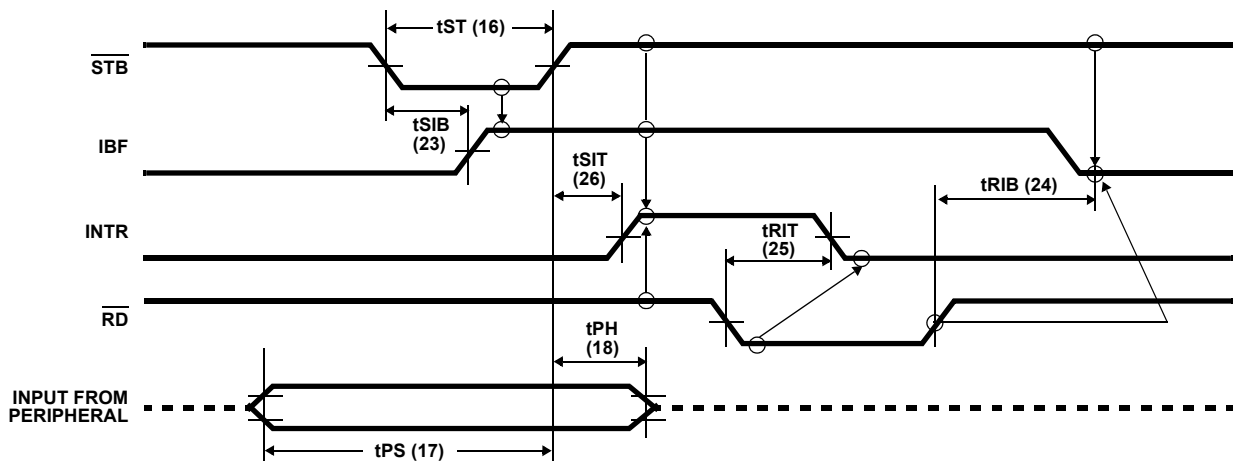 tST (16)
STB
tSIB
(23)
IBF
tSIT
(26)
tRIB (24)
INTR
tRIT
(25)
RD
tPH
(18)
INPUT FROM
PERIPHERAL
tPS (17)